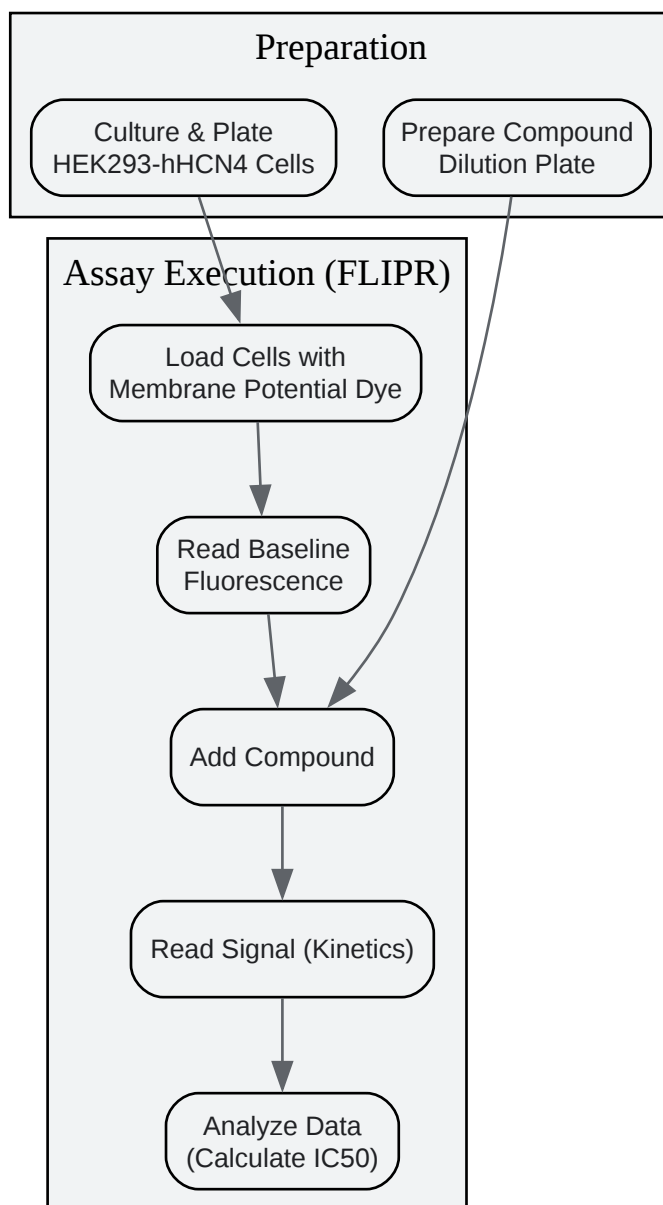 Preparation
Culture & Plate
HEK293-hHCN4 Cells
Prepare Compound
Dilution Plate
Assay Execution (FLIPR)
Load Cells with
Membrane Potential Dye
Read Baseline
Fluorescence
Add Compound
Read Signal (Kinetics)
Analyze Data
(Calculate IC50)